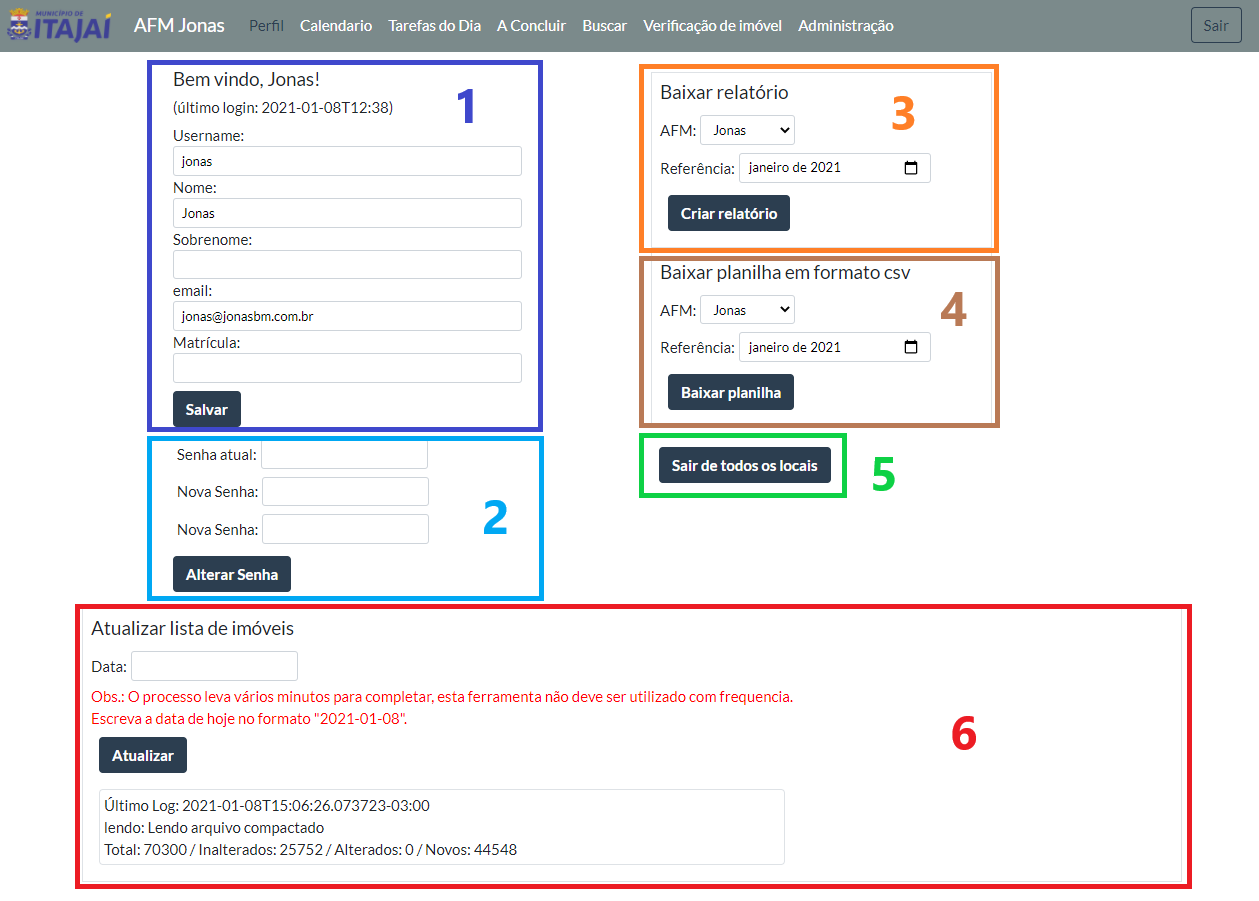 MUNICÍPIO DE
ITAJAÍ
AFM Jonas Perfil Calendario Tarefas do Dia A Concluir Buscar Verificação de imóvel Administração Sair
Bem vindo, Jonas!
1
(último login: 2021-01-08T12:38)
Username:
jonas
Nome:
Jonas
Sobrenome:
email:
jonas@jonasbm.com.br
Matrícula:
Salvar
Senha atual:
Nova Senha:
2
Nova Senha:
Alterar Senha
Baixar relatório
3
AFM: Jonas
Referência: janeiro de 2021
Criar relatório
Baixar planilha em formato csv
4
AFM: Jonas
Referência: janeiro de 2021
Baixar planilha
Sair de todos os locais
5
Atualizar lista de imóveis
Data:
Obs.: O processo leva vários minutos para completar, esta ferramenta não deve ser utilizado com frequencia.
Escreva a data de hoje no formato "2021-01-08".
6
Atualizar
Último Log: 2021-01-08T15:06:26.073723-03:00
lendo: Lendo arquivo compactado
Total: 70300 / Inalterados: 25752 / Alterados: 0 / Novos: 44548